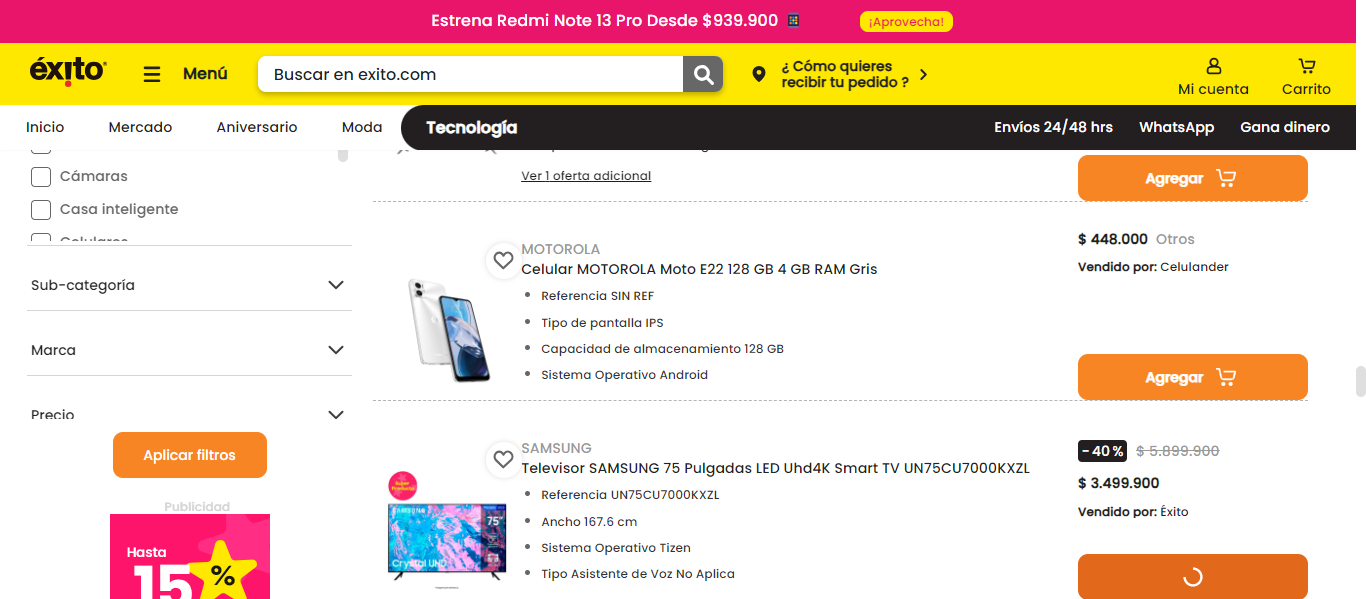 Estrena Redmi Note 13 Pro Desde $939.900
¡Aprovecha!
éxito
Menú
Buscar en exito.com
¿ Cómo quieres
recibir tu pedido ?
Mi cuenta
Carrito
Inicio
Mercado
Aniversario
Moda
Tecnología
Envíos 24/48 hrs
WhatsApp
Gana dinero
Cámaras
Casa inteligente
Celulares
Sub-categoría
Marca
Precio
Aplicar filtros
Publicidad
Hasta
15
%
Ver 1 oferta adicional
Agregar
MOTOROLA
Celular MOTOROLA Moto E22 128 GB 4 GB RAM Gris
Referencia SIN REF
Tipo de pantalla IPS
Capacidad de almacenamiento 128 GB
Sistema Operativo Android
$ 448.000 Otros
Vendido por: Celulander
Agregar
SAMSUNG
Televisor SAMSUNG 75 Pulgadas LED Uhd4K Smart TV UN75CU7000KXZL
Referencia UN75CU7000KXZL
Ancho 167.6 cm
Sistema Operativo Tizen
Tipo Asistente de Voz No Aplica
Super
Producto
SAMSUNG
75"
Crystal UHD
- 40 % $ 5.899.900
$ 3.499.900
Vendido por: Éxito